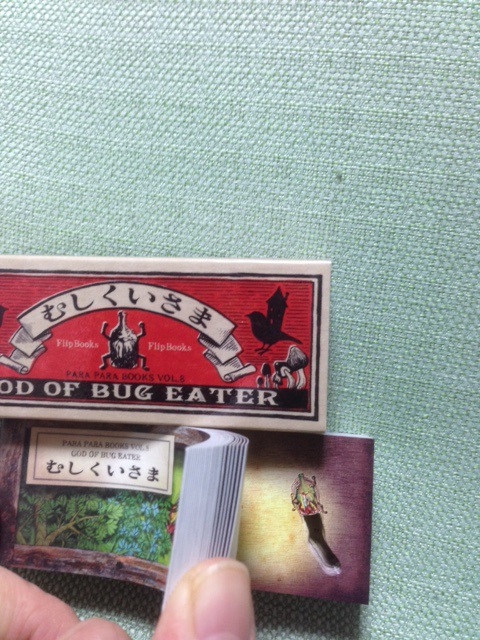 むしくいさま
FlipBooks FlipBooks
PARA PARA BOOKS VOL.6
GOD OF BUG EATER
PARA PARA BOOKS VOL.6
GOD OF BUG EATER
むしくいさま